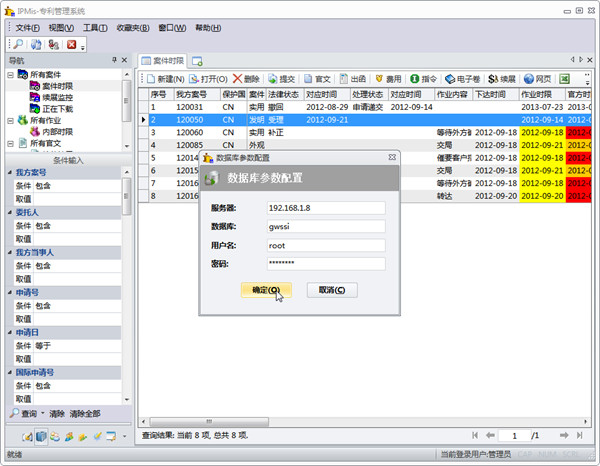 IPMis-专利管理系统
文件(F) 视图(V) 工具(T) 收藏夹(B) 窗口(W) 帮助(H)
导航
所有案件
案件时限
续展监控
正在下载
所有作业
内部时限
所有官文
条件输入
我方案号
条件 包含
取值
委托人
条件 包含
取值
我方当事人
条件 包含
取值
申请号
条件 包含
取值
申请日
条件 等于
取值
国际申请号
条件 包含
取值
查询 清除 清除全部
案件时限
新建(N) 打开(O) 删除 提交 官文 出函 费用 指令 电子卷 续展 网页
序号 我方案号 保护国 案件 法律状态 对应时间 处理状态 对应时间 作业内容 下达时间 作业时限 官方时
1 120031 CN 实用 撤回 2012-08-29 申请递交 2012-09-14 2013-07-23 2013-0
2 120050 CN 发明 受理 2012-09-21 2012-09-14 2012-1
3 120060 CN 实用 补正 等待外方确 2012-09-18 2012-09-18 2012-
4 120085 CN 外观 交局 2012-09-18 2012-09-20 2012-0
5 12014 催要客户指 2012-09-18 2012-09-18 2012-
6 12015 交局 2012-09-18 2012-09-21 2012-0
7 12016 等待外方确 2012-09-18 2012-09-20 2012-
8 12016 转达 2012-09-20 2012-09-20 2012-
数据库参数配置
数据库参数配置
服务器: 192.168.1.8
数据库: gwssi
用户名: root
密码: ********
确定(O) 取消(C)
查询结果: 当前 8 项, 总共 8 项。
1 /1
就绪
当前登录用户:管理员
CAP NUM SCRL